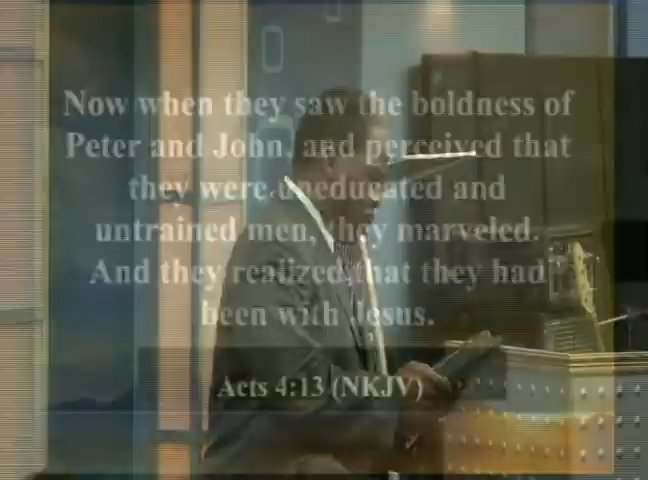 Now when they saw the boldness of
Peter and John, and perceived that
they were uneducated and
untrained men, they marveled.
And they realized that they had
been with Jesus.
Acts 4:13 (NKJV)